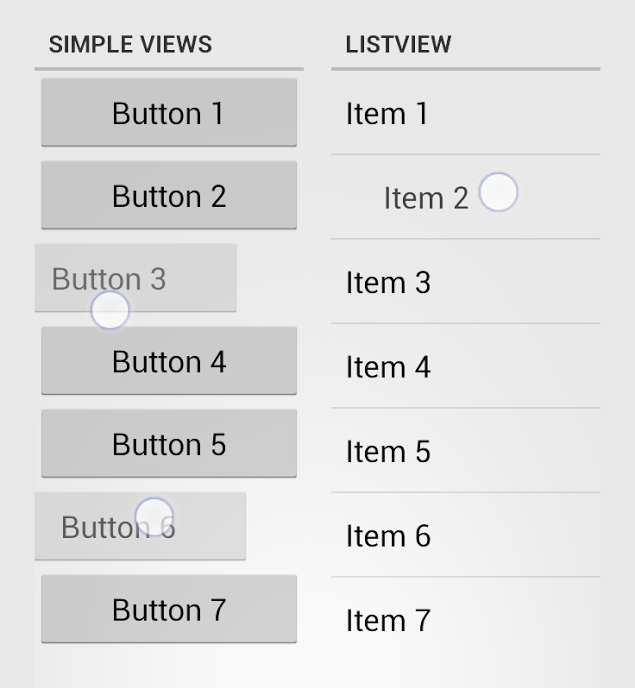 SIMPLE VIEWS
Button 1
Button 2
Button 3
Button 4
Button 5
Button 6
Button 7
LISTVIEW
Item 1
Item 2
Item 3
Item 4
Item 5
Item 6
Item 7